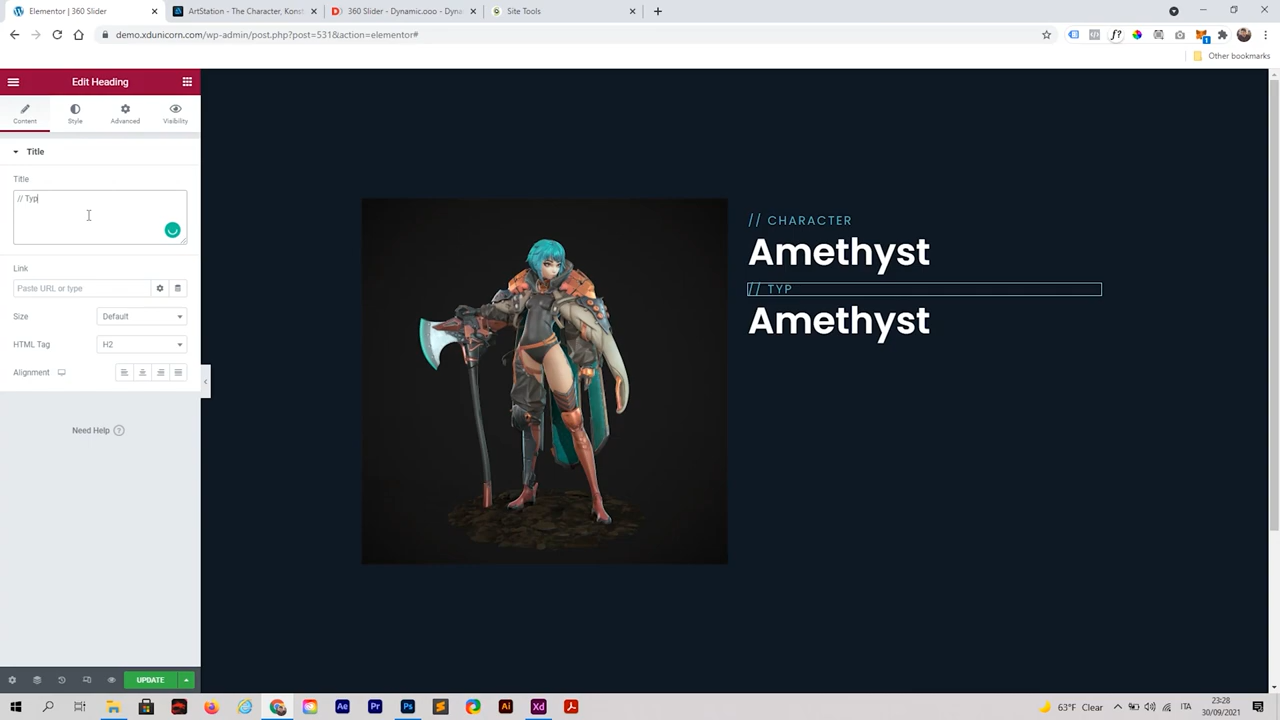 Elementor | 360 Slider
ArtStation - The Character, Konst
360 Slider - Dynamic.ooo - Dyna
Site Tools
demo.xdunicorn.com/wp-admin/post.php?post=531&action=elementor#
Other bookmarks
Edit Heading
Content
Style
Advanced
Visibility
Title
Title
// Typ
Link
Paste URL or type
Size
Default
HTML Tag
H2
Alignment
Need Help
UPDATE
// CHARACTER
Amethyst
// TYP
Amethyst
63°F Clear
ITA
23:28
30/09/2021